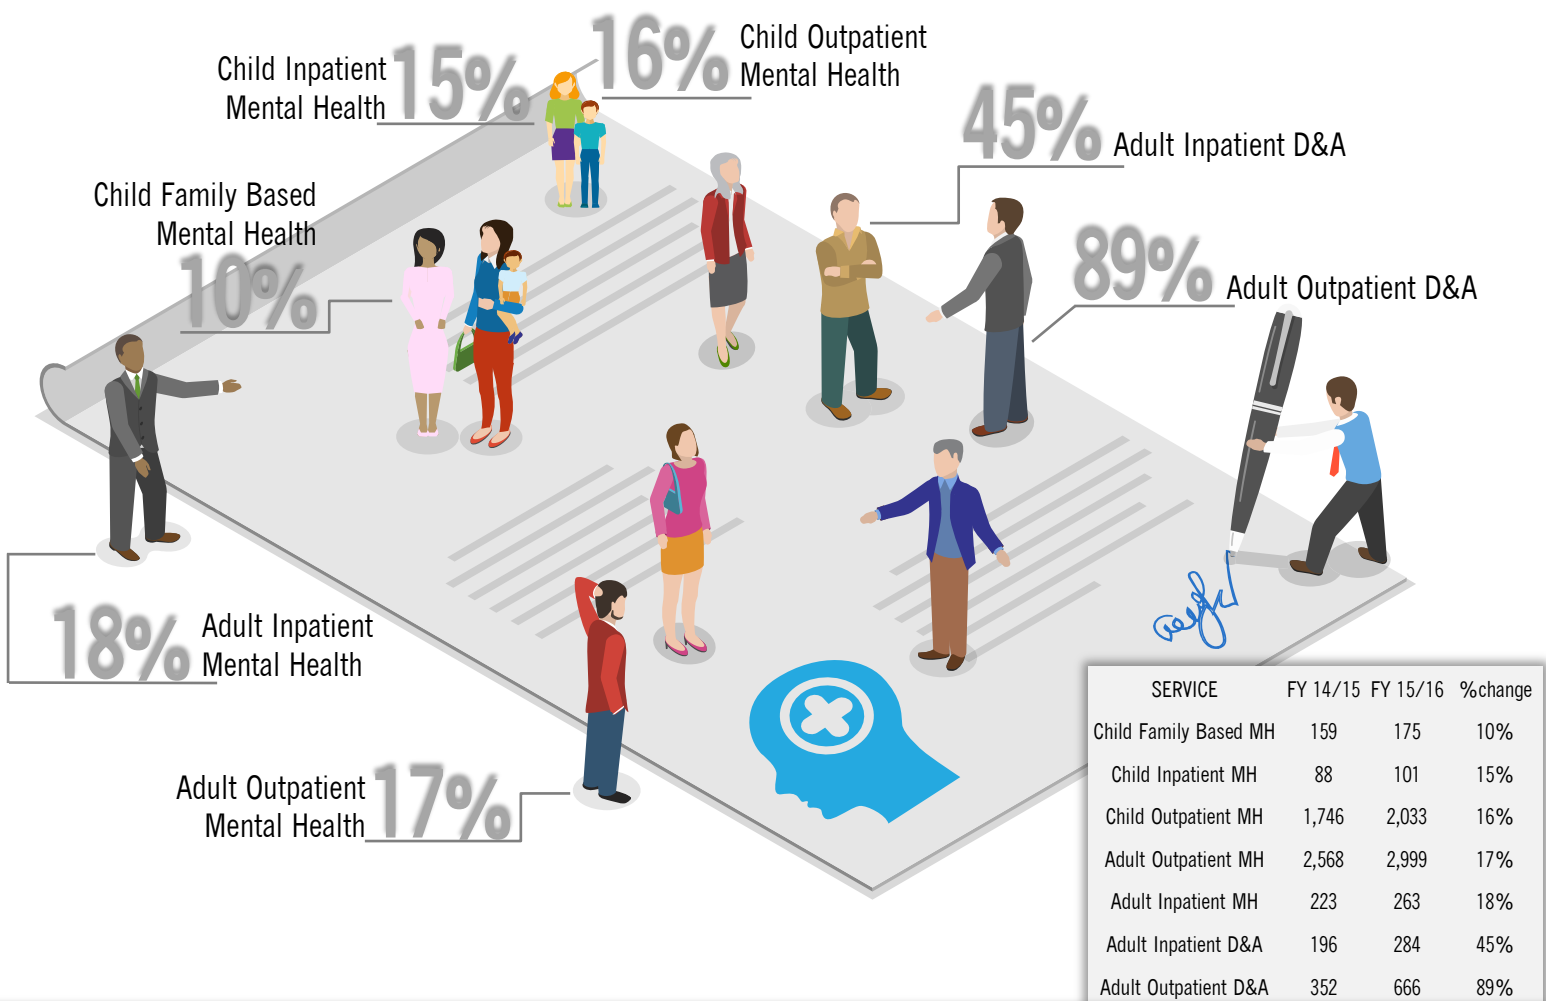 16%
Child Outpatient
Mental Health
Child Inpatient
Mental Health
15%
45%
Adult Inpatient D&A
Child Family Based
Mental Health
10%
89%
Adult Outpatient D&A
18%
Adult Inpatient
Mental Health
Adult Outpatient
Mental Health
17%
SERVICE FY 14/15 FY 15/16 %change
Child Family Based MH 159 175 10%
Child Inpatient MH 88 101 15%
Child Outpatient MH 1,746 2,033 16%
Adult Outpatient MH 2,568 2,999 17%
Adult Inpatient MH 223 263 18%
Adult Inpatient D&A 196 284 45%
Adult Outpatient D&A 352 666 89%